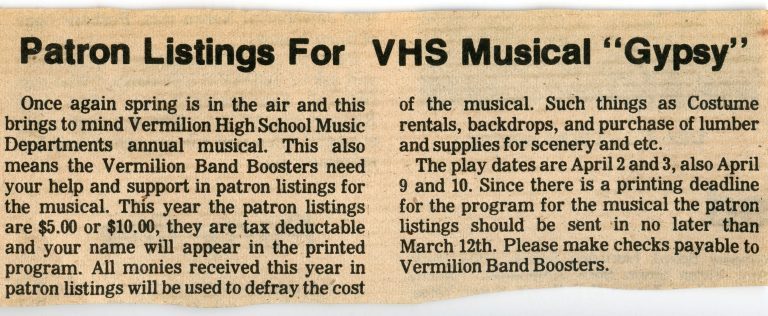 Patron Listings For VHS Musical "Gypsy"
Once again spring is in the air and this
brings to mind Vermilion High School Music
Departments annual musical. This also
means the Vermilion Band Boosters need
your help and support in patron listings for
the musical. This year the patron listings
are $5.00 or $10.00, they are tax deductable
and your name will appear in the printed
program. All monies received this year in
patron listings will be used to defray the cost
of the musical. Such things as Costume
rentals, backdrops, and purchase of lumber
and supplies for scenery and etc.
The play dates are April 2 and 3, also April
9 and 10. Since there is a printing deadline
for the program for the musical the patron
listings should be sent in no later than
March 12th. Please make checks payable to
Vermilion Band Boosters.